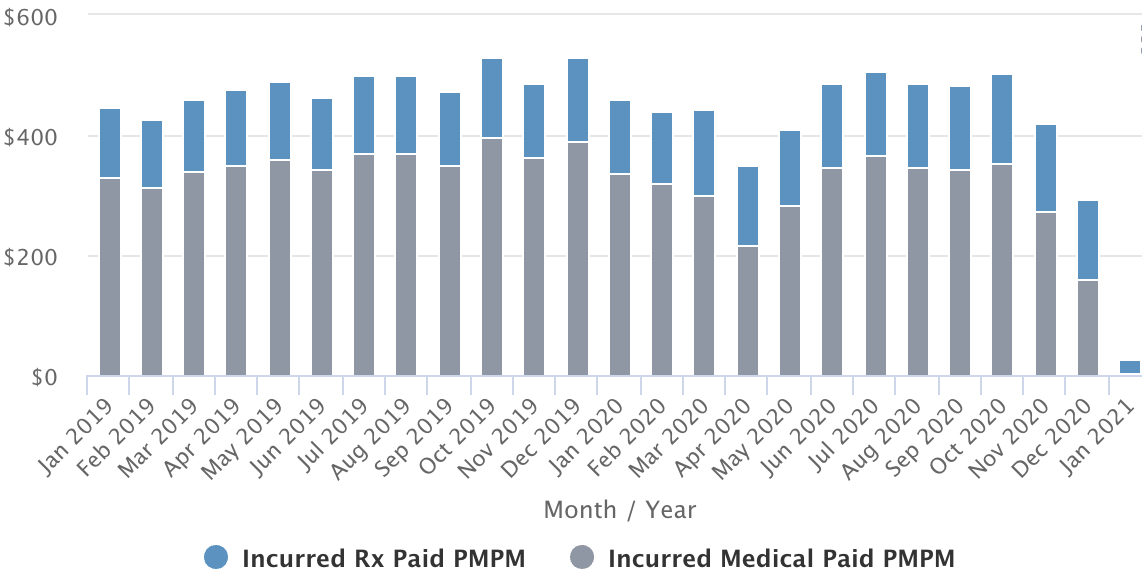 $600
$400
$200
$0
Jan 2019
Feb 2019
Mar 2019
Apr 2019
May 2019
Jun 2019
Jul 2019
Aug 2019
Sep 2019
Oct 2019
Nov 2019
Dec 2019
Jan 2020
Feb 2020
Mar 2020
Apr 2020
May 2020
Jun 2020
Jul 2020
Aug 2020
Sep 2020
Oct 2020
Nov 2020
Dec 2020
Jan 2021
Month / Year
Incurred Rx Paid PMPM
Incurred Medical Paid PMPM